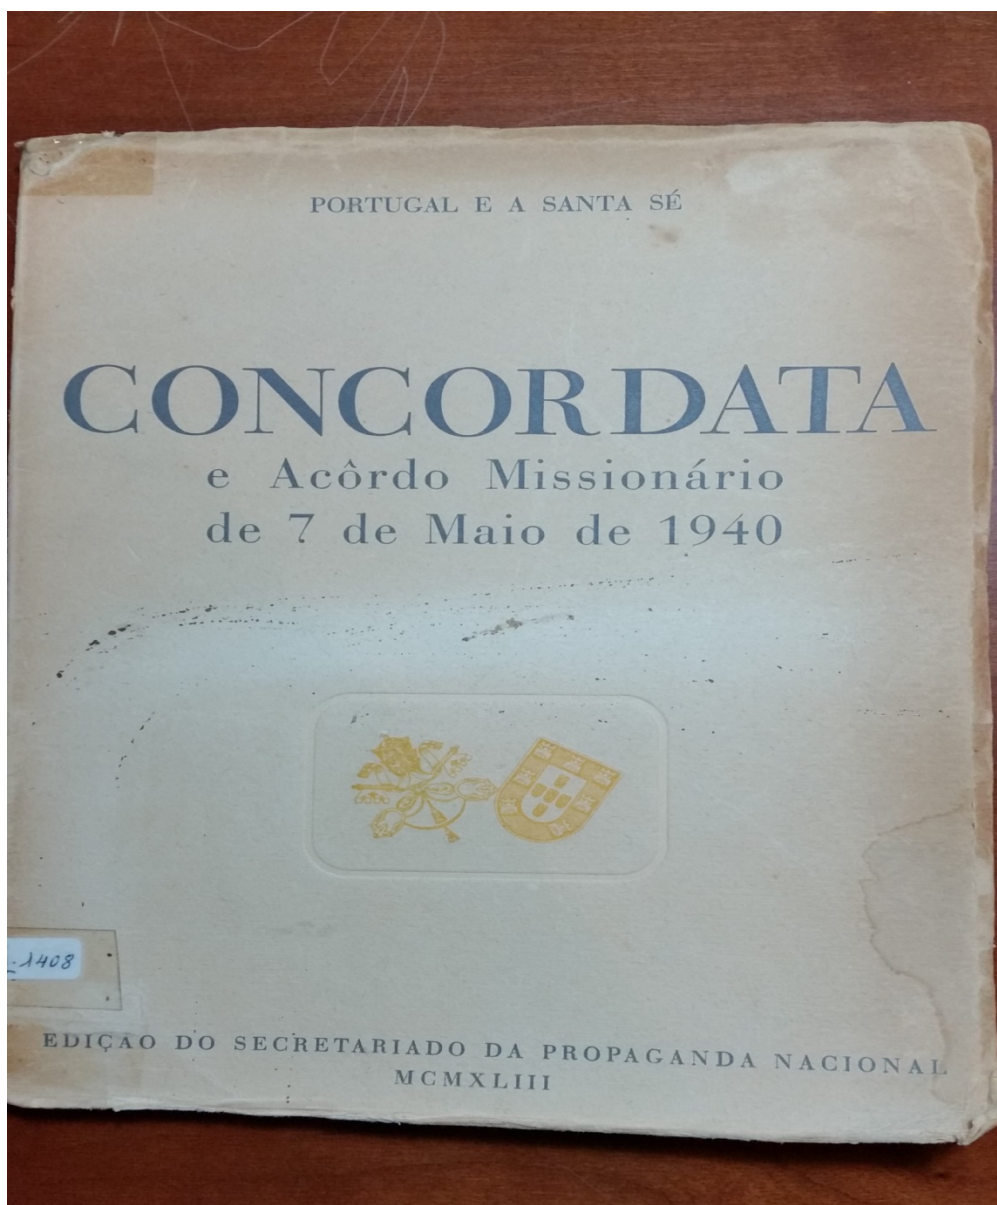 PORTUGAL E A SANTA SÉ
CONCORDATA
e Acôrdo Missionário
de 7 de Maio de 1940
-1408
EDIÇÃO DO SECRETARIADO DA PROPAGANDA NACIONAL
MCMXLIII